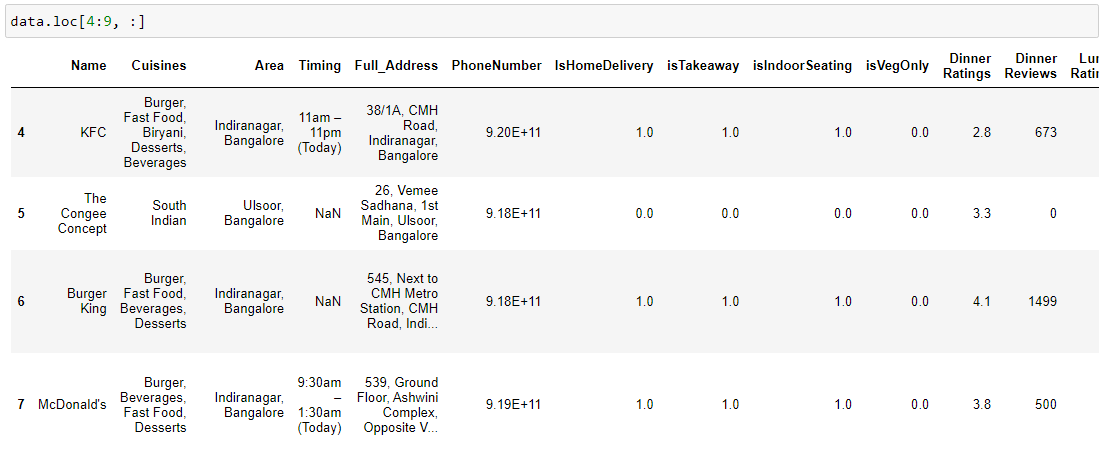 data.loc[4:9, :]
Name Cuisines Area Timing Full_Address PhoneNumber IsHomeDelivery isTakeaway isIndoorSeating isVegOnly Dinner Ratings Dinner Reviews Lu Ratin
4 KFC Burger, Fast Food, Biryani, Desserts, Beverages Indiranagar, Bangalore 11am – 11pm (Today) 38/1A, CMH Road, Indiranagar, Bangalore 9.20E+11 1.0 1.0 1.0 0.0 2.8 673
5 The Congee Concept South Indian Ulsoor, Bangalore NaN 26, Vemee Sadhana, 1st Main, Ulsoor, Bangalore 9.18E+11 0.0 0.0 0.0 0.0 3.3 0
6 Burger King Burger, Fast Food, Beverages, Desserts Indiranagar, Bangalore NaN 545, Next to CMH Metro Station, CMH Road, Indi... 9.18E+11 1.0 1.0 1.0 0.0 4.1 1499
7 McDonald's Burger, Beverages, Fast Food, Desserts Indiranagar, Bangalore 9:30am – 1:30am (Today) 539, Ground Floor, Ashwini Complex, Opposite V... 9.19E+11 1.0 1.0 1.0 0.0 3.8 500